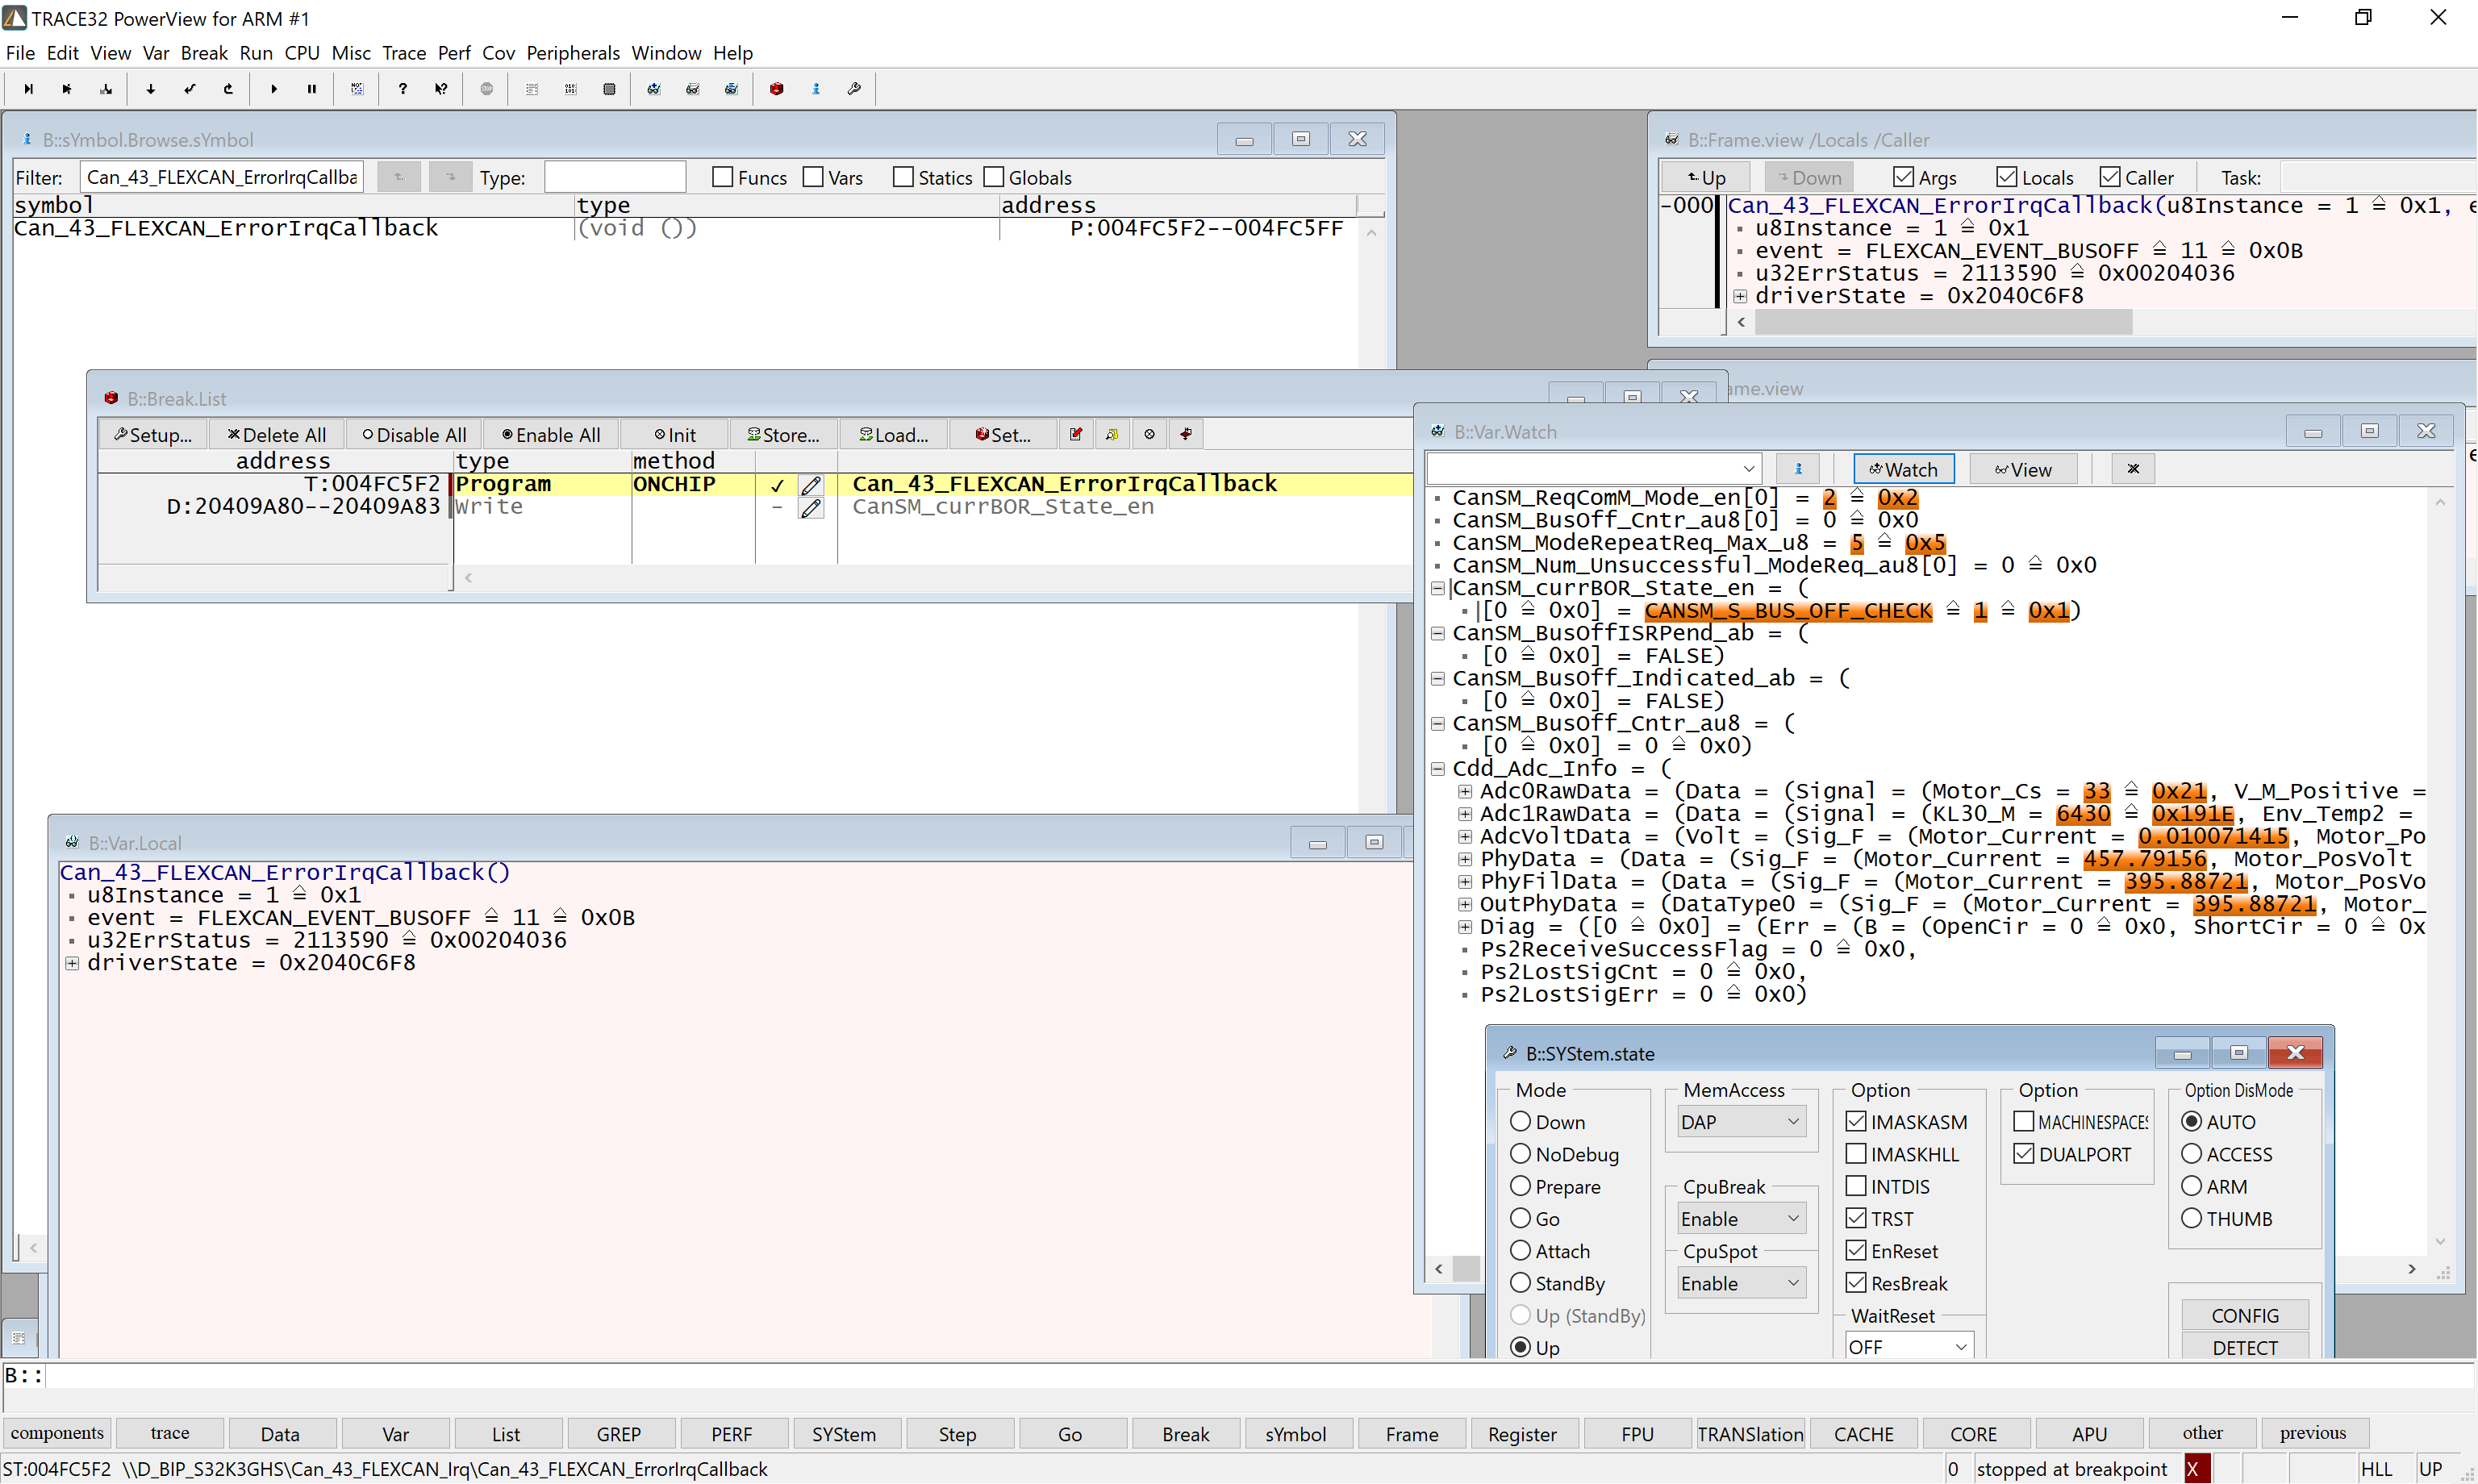 TRACE32 PowerView for ARM #1
File Edit View Var Break Run CPU Misc Trace Perf Cov Peripherals Window Help
B::sYmbol.Browse.sYmbol
Filter: Can_43_FLEXCAN_ErrorIrqCallba Type: Funcs Vars Statics Globals
symbol type address
Can_43_FLEXCAN_ErrorIrqCallback (void ()) P:004FC5F2--004FC5FF
B::Frame.view /Locals /Caller
Up Down Args Locals Caller Task:
-000 Can_43_FLEXCAN_ErrorIrqCallback(u8Instance = 1 ≙ 0x1, e
u8Instance = 1 ≙ 0x1
event = FLEXCAN_EVENT_BUSOFF ≙ 11 ≙ 0x0B
u32ErrStatus = 2113590 ≙ 0x00204036
driverState = 0x2040C6F8
ame.view
B::Break.List
Setup... Delete All Disable All Enable All Init Store... Load... Set...
address type method
T:004FC5F2 Program ONCHIP ✓ Can_43_FLEXCAN_ErrorIrqCallback
D:20409A80--20409A83 Write – CanSM_currBOR_State_en
B::Var.Watch
Watch View
CanSM_ReqComM_Mode_en[0] = 2 ≙ 0x2
CanSM_BusOff_Cntr_au8[0] = 0 ≙ 0x0
CanSM_ModeRepeatReq_Max_u8 = 5 ≙ 0x5
CanSM_Num_Unsuccessful_ModeReq_au8[0] = 0 ≙ 0x0
CanSM_currBOR_State_en = (
[0 ≙ 0x0] = CANSM_S_BUS_OFF_CHECK ≙ 1 ≙ 0x1)
CanSM_BusOffISRPend_ab = (
[0 ≙ 0x0] = FALSE)
CanSM_BusOff_Indicated_ab = (
[0 ≙ 0x0] = FALSE)
CanSM_BusOff_Cntr_au8 = (
[0 ≙ 0x0] = 0 ≙ 0x0)
Cdd_Adc_Info = (
Adc0RawData = (Data = (Signal = (Motor_Cs = 33 ≙ 0x21, V_M_Positive =
Adc1RawData = (Data = (Signal = (KL30_M = 6430 ≙ 0x191E, Env_Temp2 =
AdcVoltData = (Volt = (Sig_F = (Motor_Current = 0.010071415, Motor_Po
PhyData = (Data = (Sig_F = (Motor_Current = 457.79156, Motor_PosVolt
PhyFilData = (Data = (Sig_F = (Motor_Current = 395.88721, Motor_PosVo
OutPhyData = (DataType0 = (Sig_F = (Motor_Current = 395.88721, Motor_
Diag = ([0 ≙ 0x0] = (Err = (B = (OpenCir = 0 ≙ 0x0, ShortCir = 0 ≙ 0x
Ps2ReceiveSuccessFlag = 0 ≙ 0x0,
Ps2LostSigCnt = 0 ≙ 0x0,
Ps2LostSigErr = 0 ≙ 0x0)
B::Var.Local
Can_43_FLEXCAN_ErrorIrqCallback()
u8Instance = 1 ≙ 0x1
event = FLEXCAN_EVENT_BUSOFF ≙ 11 ≙ 0x0B
u32ErrStatus = 2113590 ≙ 0x00204036
driverState = 0x2040C6F8
B::SYStem.state
Mode
Down
NoDebug
Prepare
Go
Attach
StandBy
Up (StandBy)
Up
MemAccess
DAP
CpuBreak
Enable
CpuSpot
Enable
Option
IMASKASM
IMASKHLL
INTDIS
TRST
EnReset
ResBreak
WaitReset
OFF
Option
MACHINESPACES
DUALPORT
Option DisMode
AUTO
ACCESS
ARM
THUMB
CONFIG
DETECT
B::
components trace Data Var List GREP PERF SYStem Step Go Break sYmbol Frame Register FPU TRANSlation CACHE CORE APU other previous
ST:004FC5F2 \\D_BIP_S32K3GHS\Can_43_FLEXCAN_Irq\Can_43_FLEXCAN_ErrorIrqCallback 0 stopped at breakpoint X HLL UP